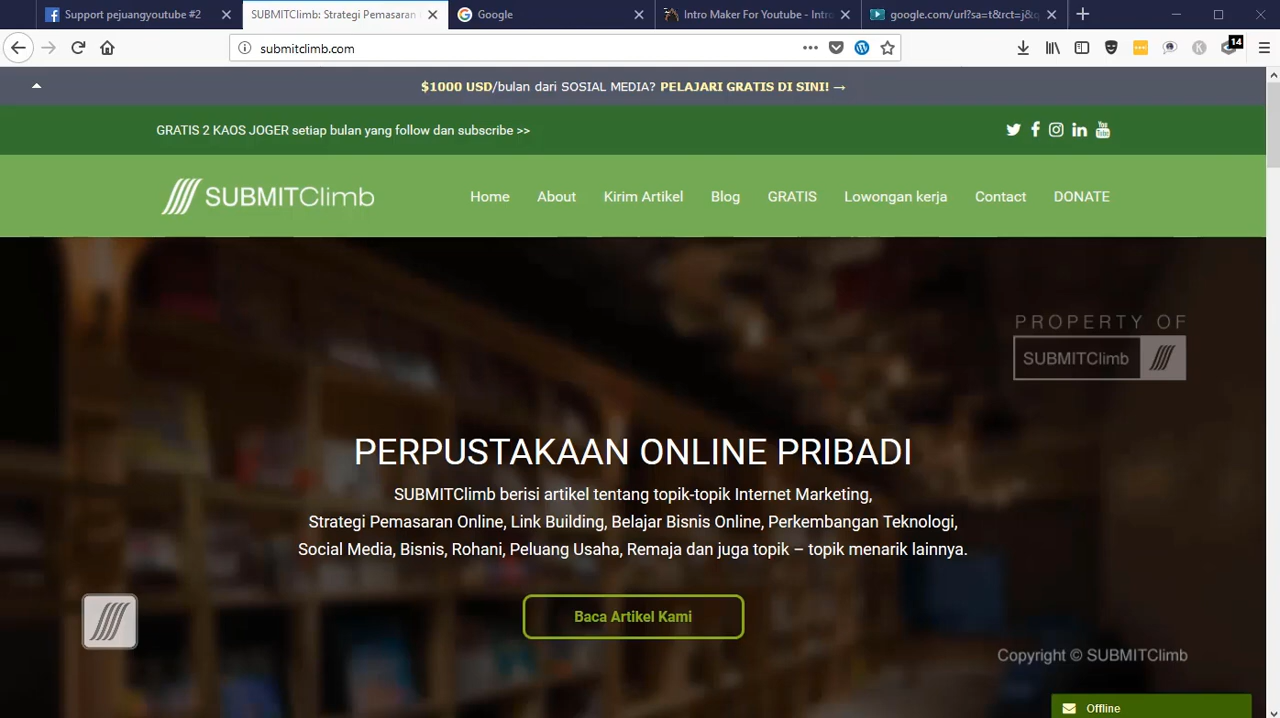 Support pejuangyoutube #2
SUBMITClimb: Strategi Pemasaran
Google
Intro Maker For Youtube - Intro
google.com/url?sa=t&rct=j&q
submitclimb.com
14
$1000 USD/bulan dari SOSIAL MEDIA? PELAJARI GRATIS DI SINI! →
GRATIS 2 KAOS JOGER setiap bulan yang follow dan subscribe >>
SUBMITClimb
Home
About
Kirim Artikel
Blog
GRATIS
Lowongan kerja
Contact
DONATE
PROPERTY OF
SUBMITClimb
PERPUSTAKAAN ONLINE PRIBADI
SUBMITClimb berisi artikel tentang topik-topik Internet Marketing,
Strategi Pemasaran Online, Link Building, Belajar Bisnis Online, Perkembangan Teknologi,
Social Media, Bisnis, Rohani, Peluang Usaha, Remaja dan juga topik – topik menarik lainnya.
Baca Artikel Kami
Copyright © SUBMITClimb
Offline